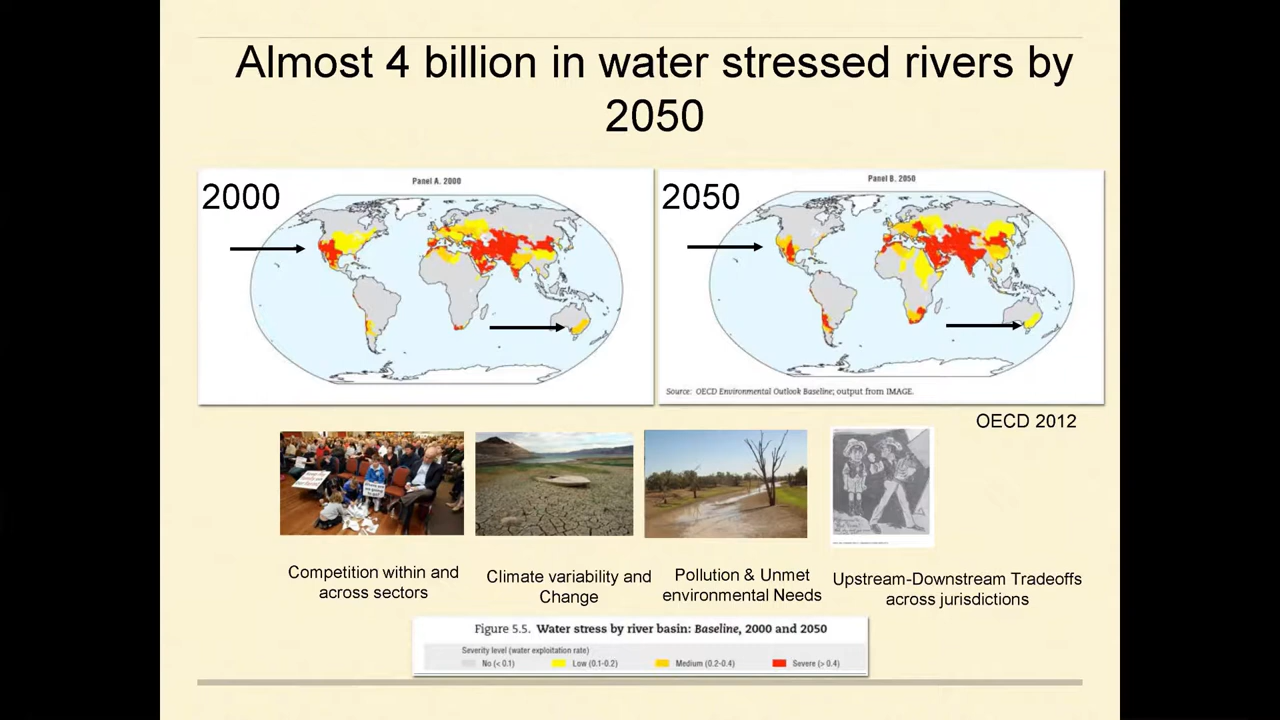 Almost 4 billion in water stressed rivers by
2050
2000
Panel A. 2000
2050
Panel B. 2050
Source: OECD Environmental Outlook Baseline; output from IMAGE.
OECD 2012
Competition within and
across sectors
Climate variability and
Change
Pollution & Unmet
environmental Needs
Upstream-Downstream Tradeoffs
across jurisdictions
Figure 5.5. Water stress by river basin: Baseline, 2000 and 2050
Severity level (water exploitation rate)
No (< 0.1) Low (0.1-0.2) Medium (0.2-0.4) Severe (> 0.4)